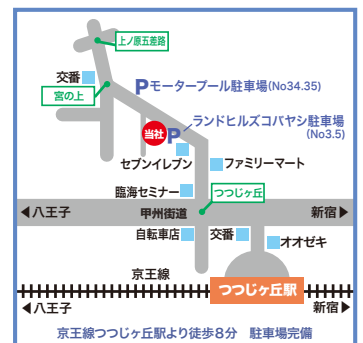 上ノ原五差路
交番
宮の上
Pモータープール駐車場(No34.35)
ランドヒルズコバヤシ駐車場
(No3.5)
当社
P
セブンイレブン
ファミリーマート
臨海セミナー
つつじヶ丘
◀八王子
甲州街道
新宿▶
自転車店
交番
オオゼキ
京王線
つつじヶ丘駅
◀八王子
新宿▶
京王線つつじヶ丘駅より徒歩8分 駐車場完備